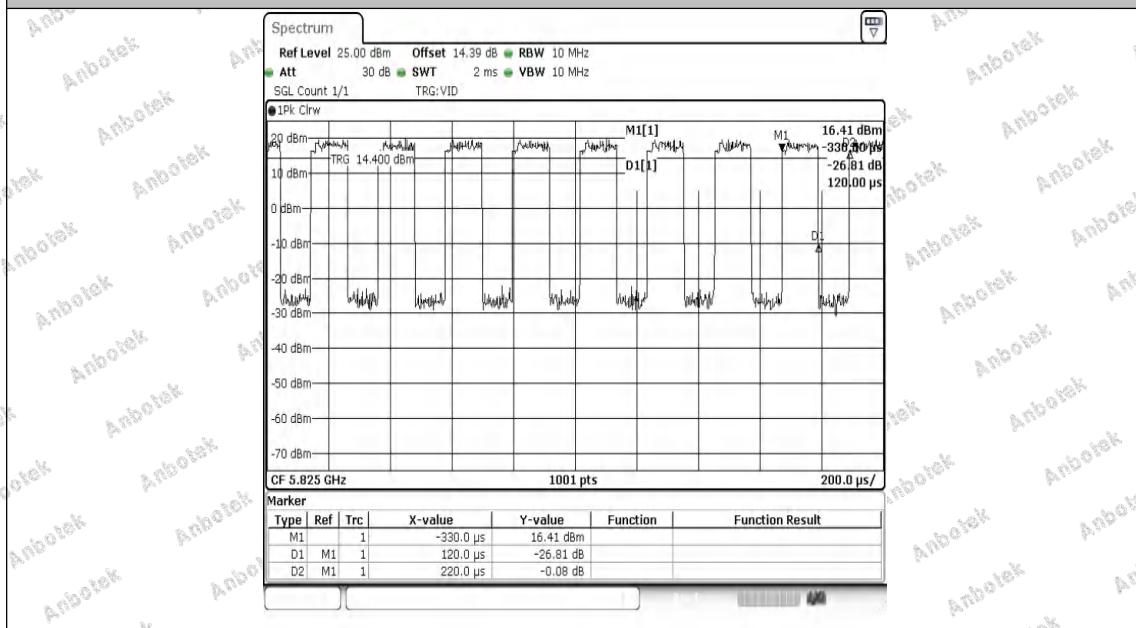 Spectrum
Ref Level 25.00 dBm Offset 14.39 dB RBW 10 MHz
Att 30 dB SWT 2 ms VBW 10 MHz
SGL Count 1/1 TRG:VID
1Pk Clrw
M1[1] 16.41 dBm
-330.00 µs
D1[1] -26.81 dB
120.00 µs
M1
D2
D1
TRG 14.400 dBm
20 dBm
10 dBm
0 dBm
-10 dBm
-20 dBm
-30 dBm
-40 dBm
-50 dBm
-60 dBm
-70 dBm
CF 5.825 GHz 1001 pts 200.0 µs/
Marker
Type Ref Trc X-value Y-value Function Function Result
M1 1 -330.0 µs 16.41 dBm
D1 M1 1 120.0 µs -26.81 dB
D2 M1 1 220.0 µs -0.08 dB
Anbotek